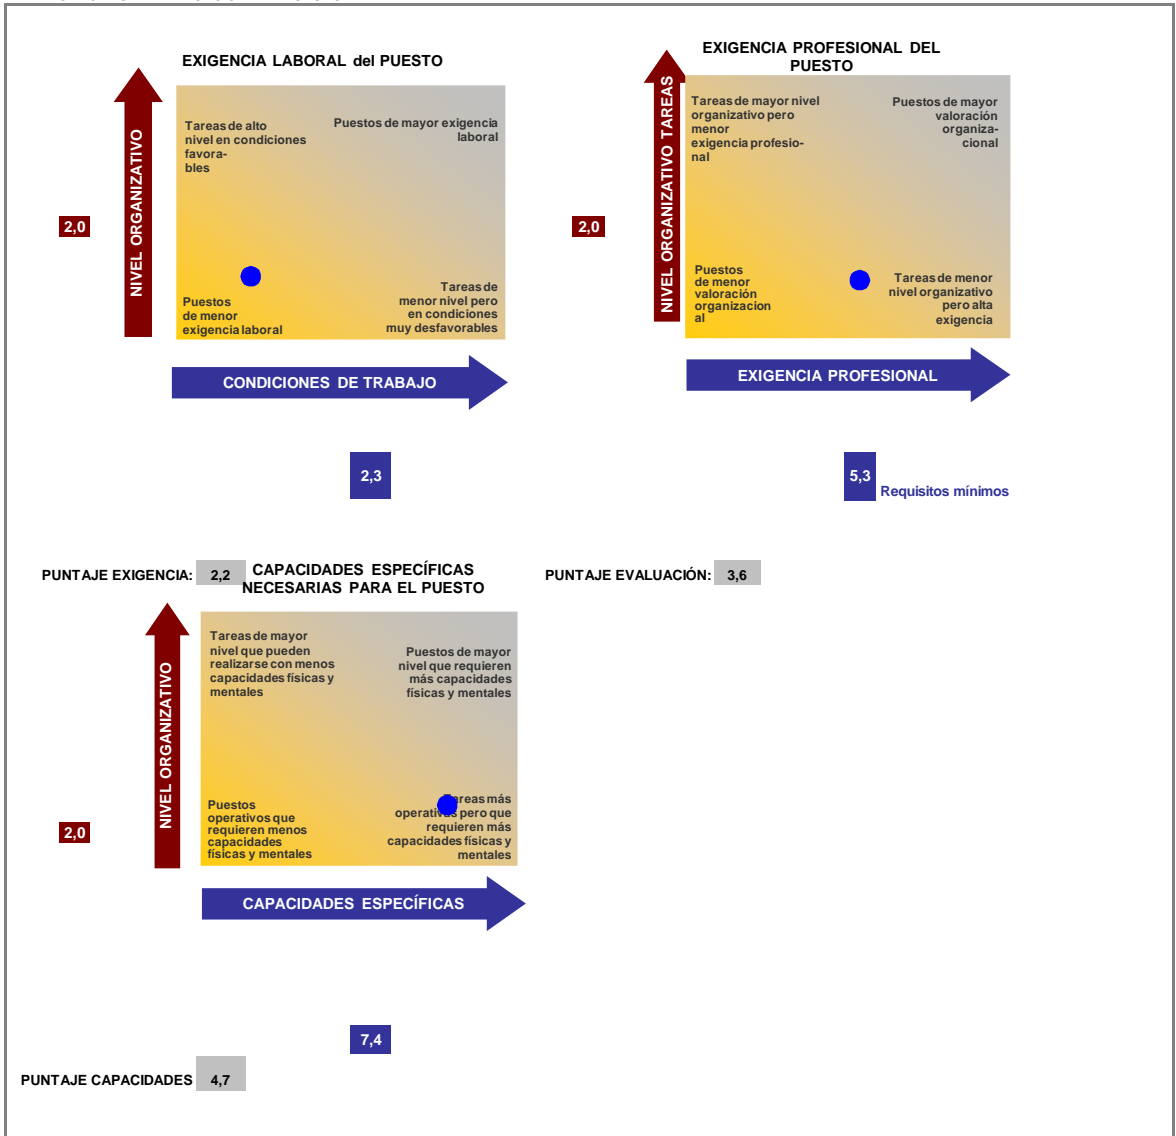 EXIGENCIA LABORAL del PUESTO
NIVEL ORGANIZATIVO
Tareas de alto
nivel en condiciones
favora-
bles
Puestos de mayor exigencia
laboral
2,0
Puestos
de menor
exigencia laboral
Tareas de
menor nivel pero
en condiciones
muy desfavorables
CONDICIONES DE TRABAJO
2,3
EXIGENCIA PROFESIONAL DEL
PUESTO
NIVEL ORGANIZATIVO TAREAS
Tareas de mayor nivel
organizativo pero
menor
exigencia profesio-
nal
Puestos de mayor
valoración
organiza-
cional
2,0
Puestos
de menor
valoración
organizacion
al
Tareas de menor
nivel organizativo
pero alta
exigencia
EXIGENCIA PROFESIONAL
5,3
Requisitos mínimos
PUNTAJE EXIGENCIA: 2,2
PUNTAJE EVALUACIÓN: 3,6
CAPACIDADES ESPECÍFICAS
NECESARIAS PARA EL PUESTO
NIVEL ORGANIZATIVO
Tareas de mayor
nivel que pueden
realizarse con menos
capacidades físicas y
mentales
Puestos de mayor
nivel que requieren
más capacidades
físicas y mentales
2,0
Puestos
operativos que
requieren menos
capacidades
físicas y mentales
Tareas más
operativas pero que
requieren más
capacidades físicas y
mentales
CAPACIDADES ESPECÍFICAS
7,4
PUNTAJE CAPACIDADES 4,7